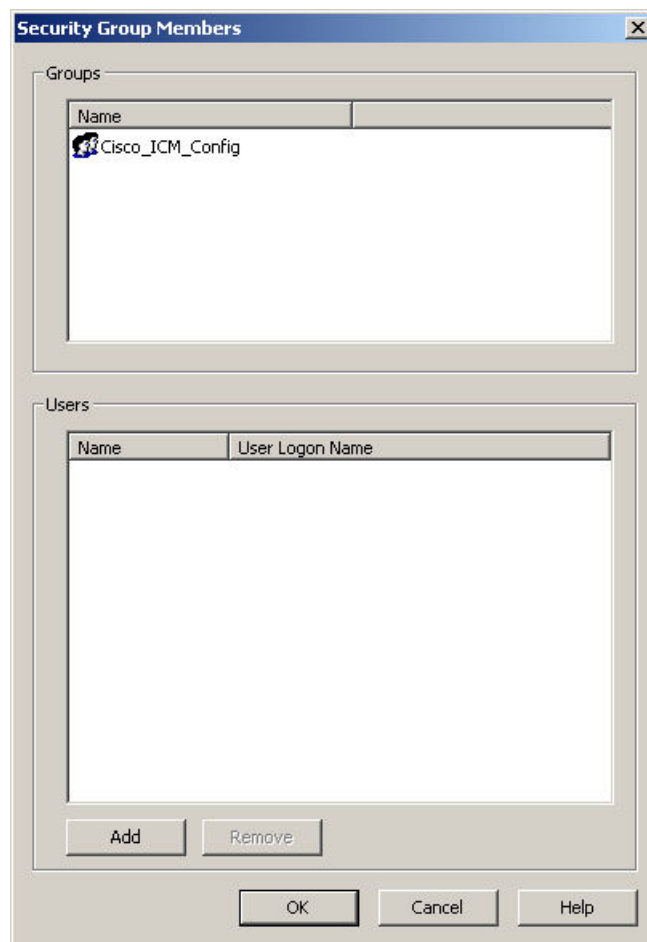 Security Group Members
Groups
Name
Cisco_ICM_Config
Users
Name User Logon Name
Add Remove
OK Cancel Help